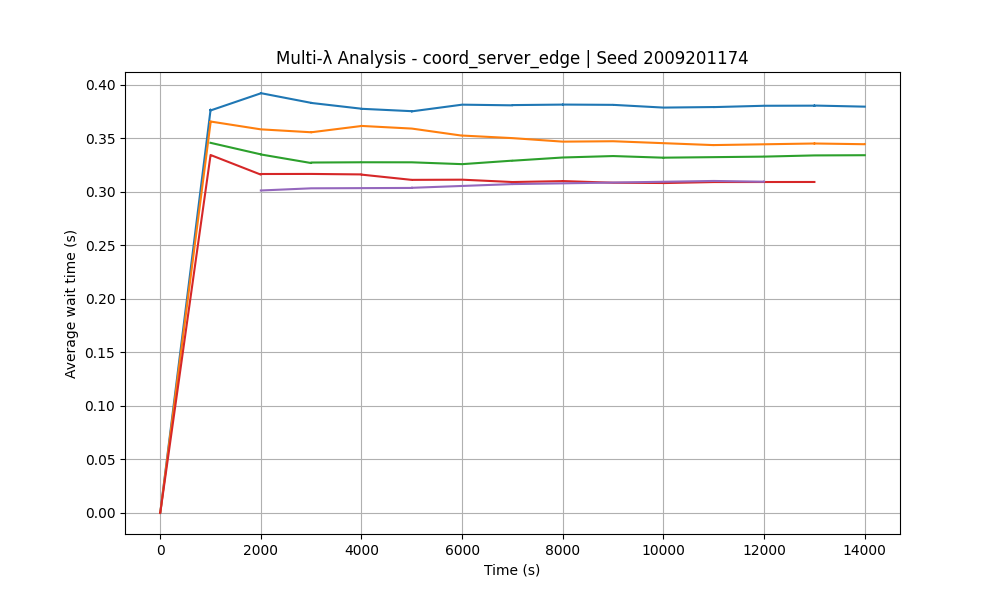 Multi-λ Analysis - coord_server_edge | Seed 2009201174
Average wait time (s)
0.40
0.35
0.30
0.25
0.20
0.15
0.10
0.05
0.00
0 2000 4000 6000 8000 10000 12000 14000
Time (s)